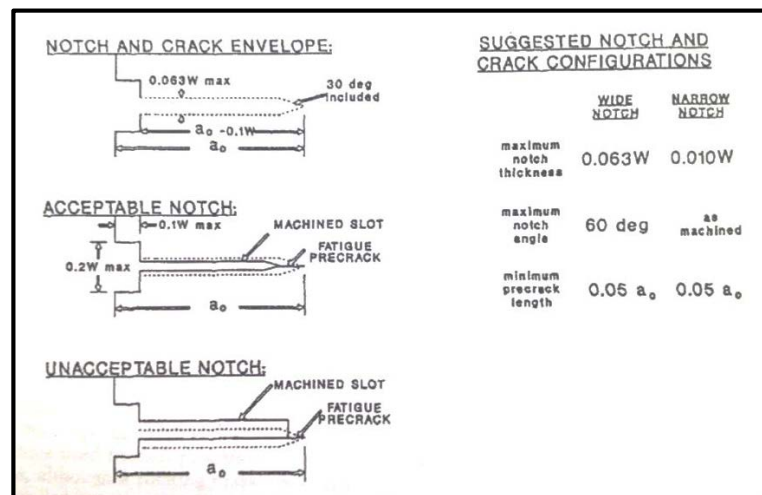 NOTCH AND CRACK ENVELOPE:
0.063W max
30 deg
included
a₀ -0.1W
a₀
ACCEPTABLE NOTCH:
0.1W max
MACHINED SLOT
FATIGUE
PRECRACK
0.2W max
a₀
UNACCEPTABLE NOTCH:
MACHINED SLOT
FATIGUE
PRECRACK
a₀
SUGGESTED NOTCH AND
CRACK CONFIGURATIONS
WIDE NOTCH NARROW NOTCH
maximum
notch
thickness
0.063W 0.010W
maximum
notch
angle
60 deg as machined
minimum
precrack
length
0.05 a₀ 0.05 a₀